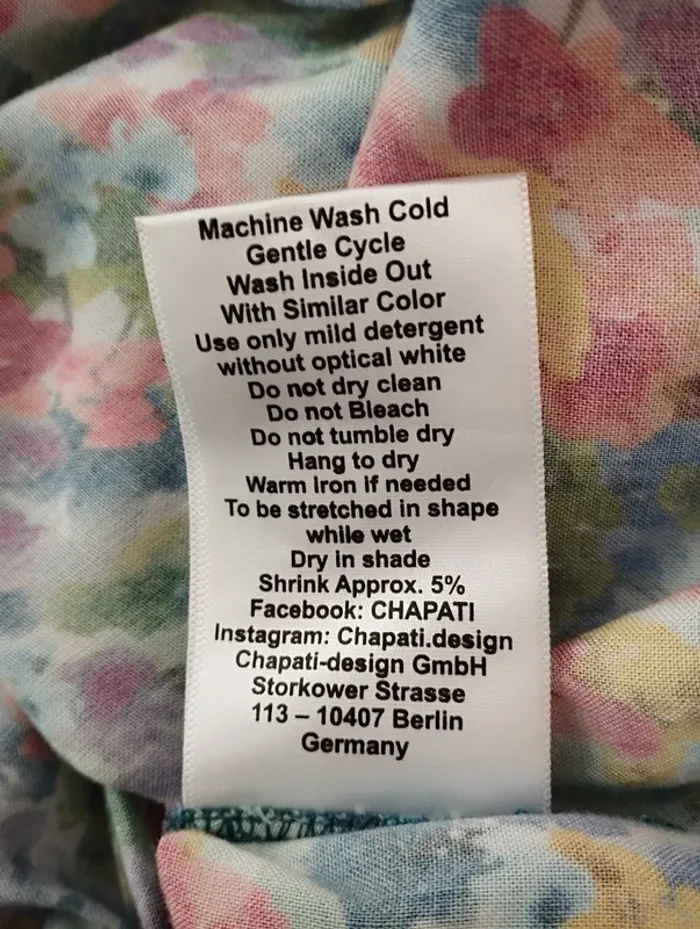 Machine Wash Cold
Gentle Cycle
Wash Inside Out
With Similar Color
Use only mild detergent
without optical white
Do not dry clean
Do not Bleach
Do not tumble dry
Hang to dry
Warm iron if needed
To be stretched in shape
while wet
Dry in shade
Shrink Approx. 5%
Facebook: CHAPATI
Instagram: Chapati.design
Chapati-design GmbH
Storkower Strasse
113 – 10407 Berlin
Germany